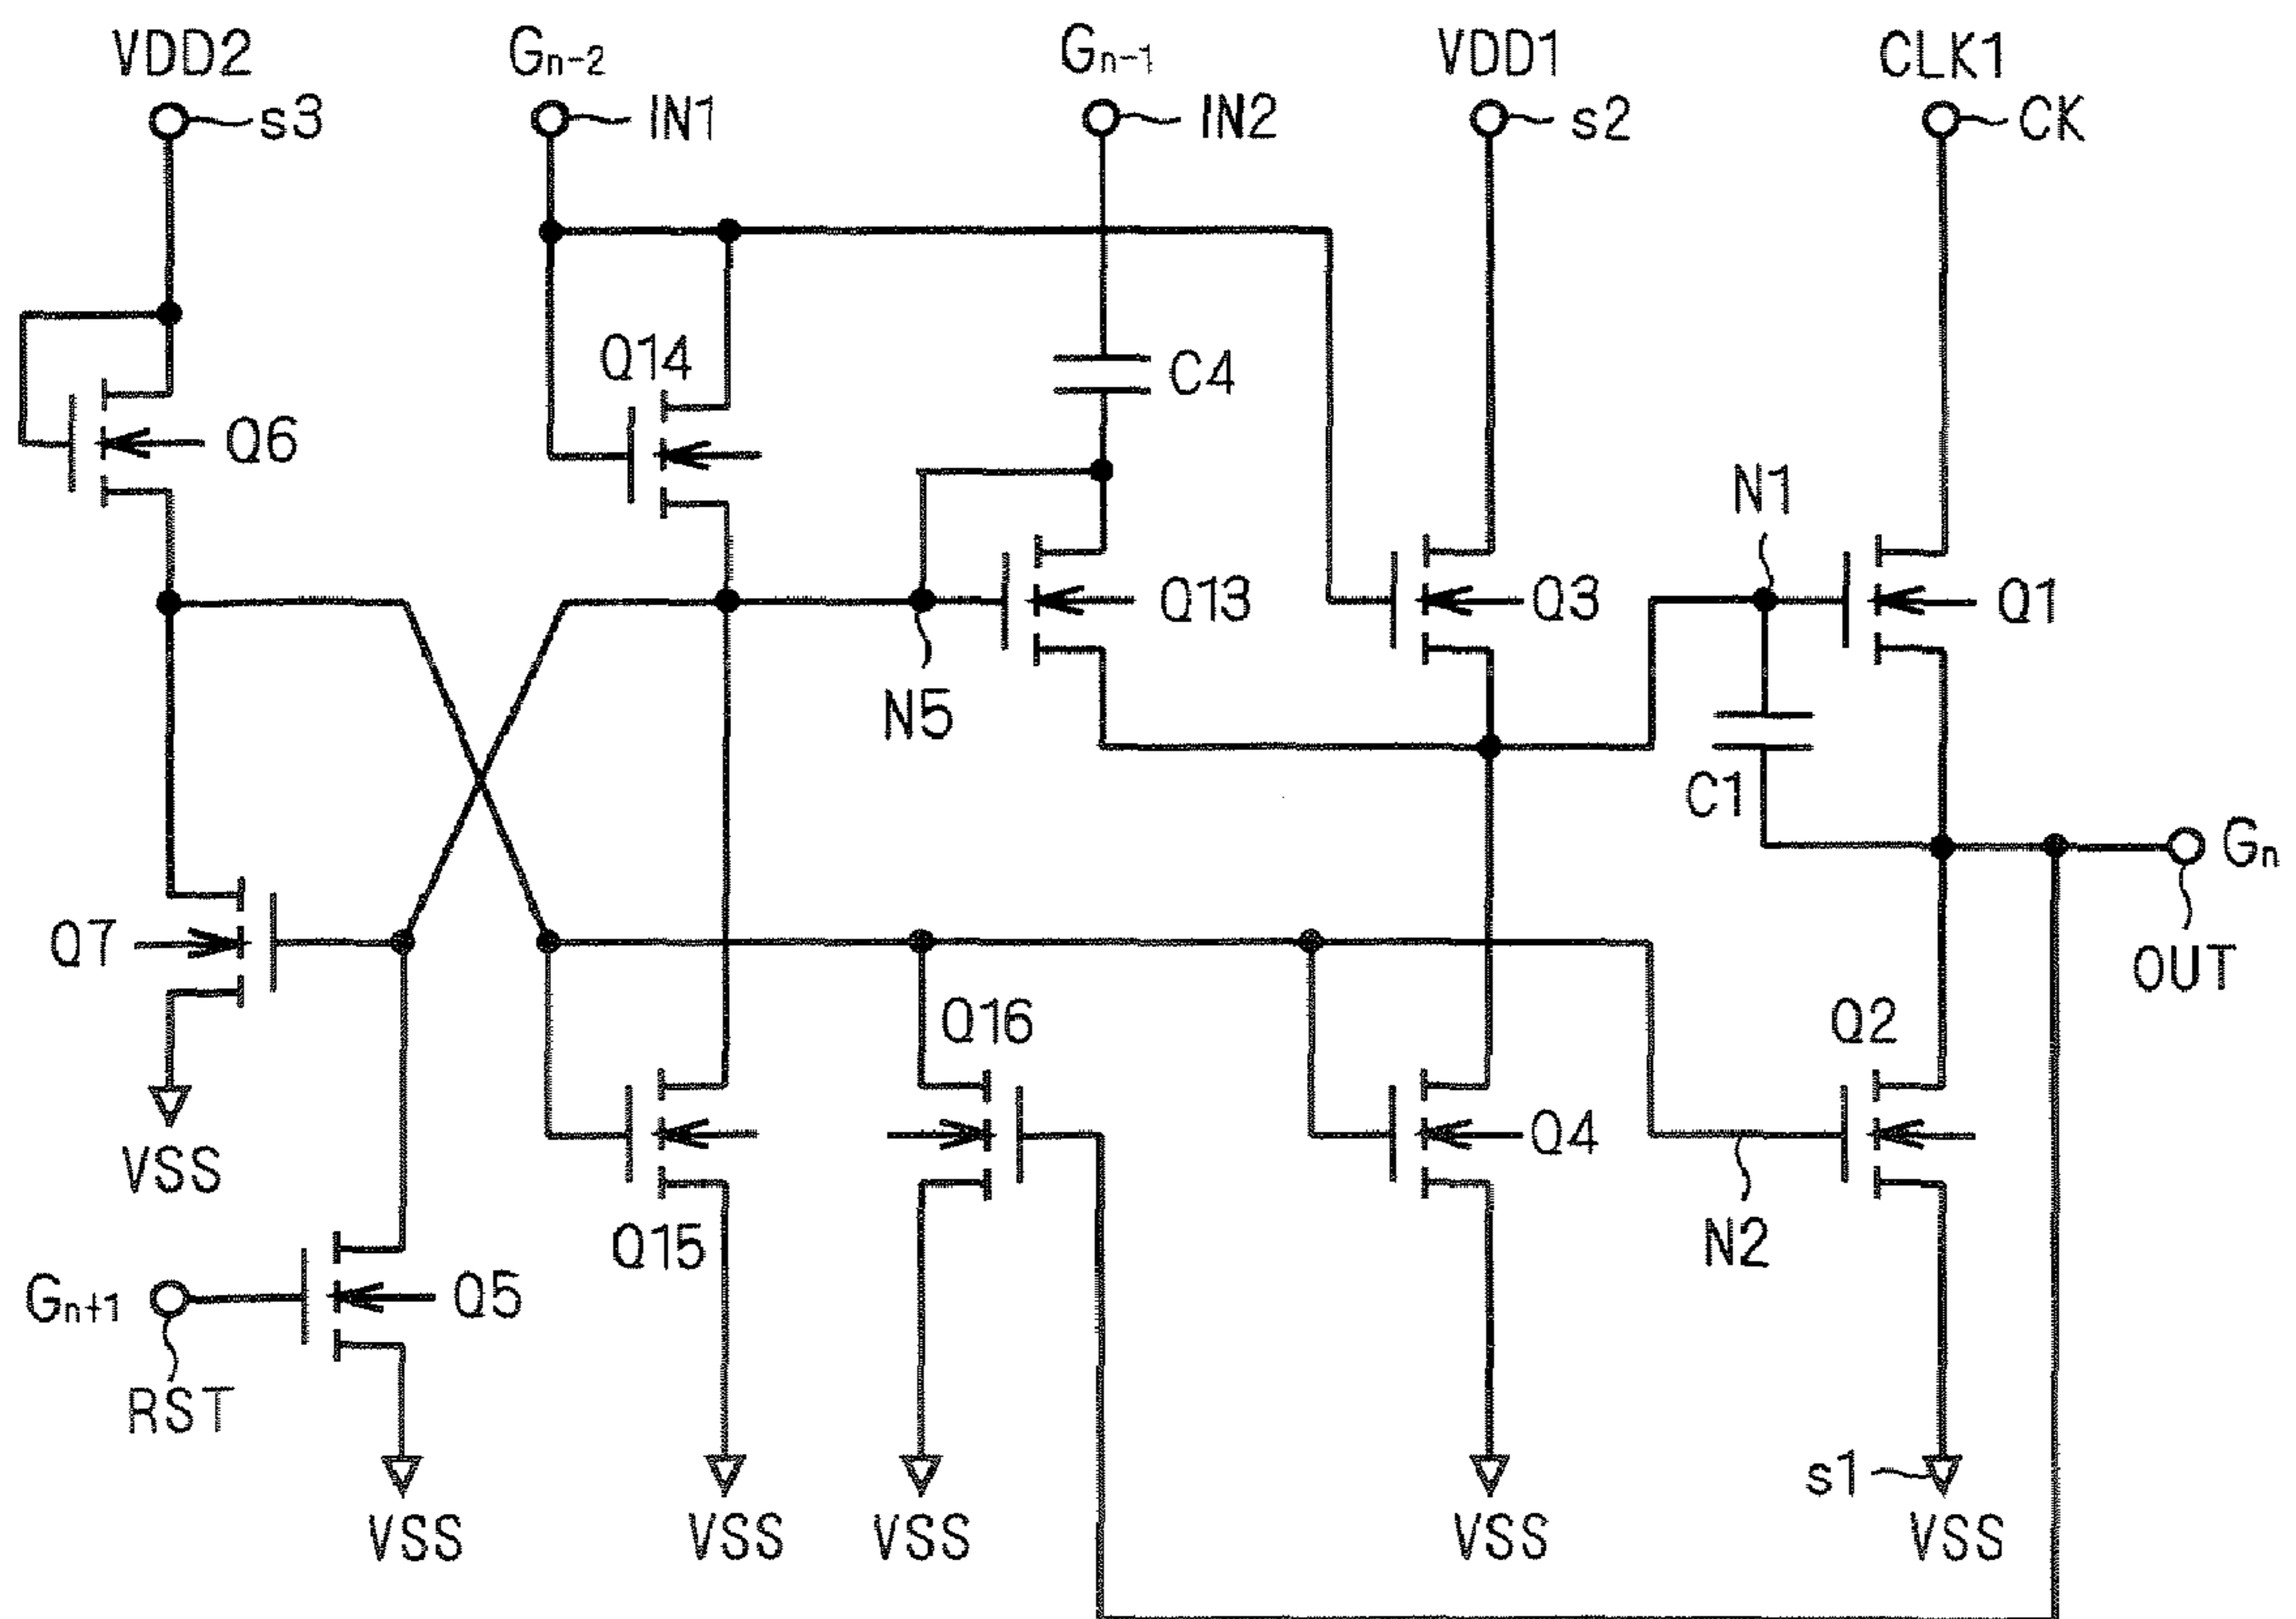 VDD2 Gn-2 Gn-1 VDD1 CLK1
s3 IN1 IN2 s2 CK
Q14 C4
Q6 N1
Q13 Q3 Q1
N5
C1
Gn
Q7 OUT
Q16 Q2
Q4
VSS
Q15 N2
Gn+1 Q5
RST
s1
VSS VSS VSS VSS VSS